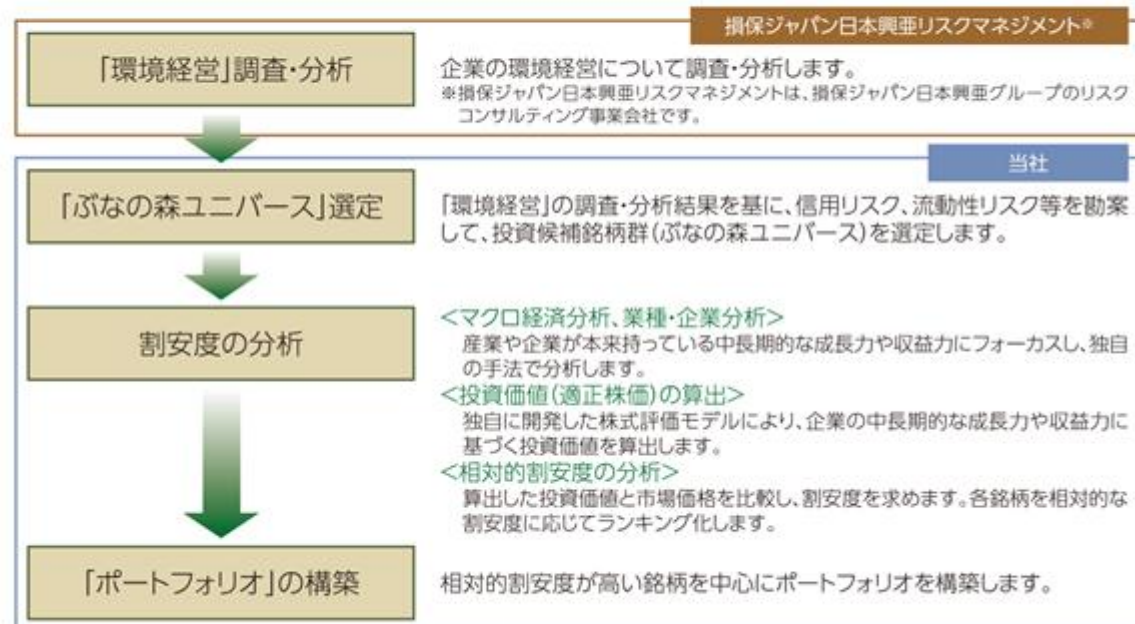 損保ジャパン日本興亜リスクマネジメント※
「環境経営」調査・分析
企業の環境経営について調査・分析します。
※損保ジャパン日本興亜リスクマネジメントは、損保ジャパン日本興亜グループのリスク
コンサルティング事業会社です。
当社
「ぶなの森ユニバース」選定
「環境経営」の調査・分析結果を基に、信用リスク、流動性リスク等を勘案
して、投資候補銘柄群(ぶなの森ユニバース)を選定します。
割安度の分析
<マクロ経済分析、業種・企業分析>
産業や企業が本来持っている中長期的な成長力や収益力にフォーカスし、独自
の手法で分析します。
<投資価値(適正株価)の算出>
独自に開発した株式評価モデルにより、企業の中長期的な成長力や収益力に
基づく投資価値を算出します。
<相対的割安度の分析>
算出した投資価値と市場価格を比較し、割安度を求めます。各銘柄を相対的な
割安度に応じてランキング化します。
「ポートフォリオ」の構築
相対的割安度が高い銘柄を中心にポートフォリオを構築します。